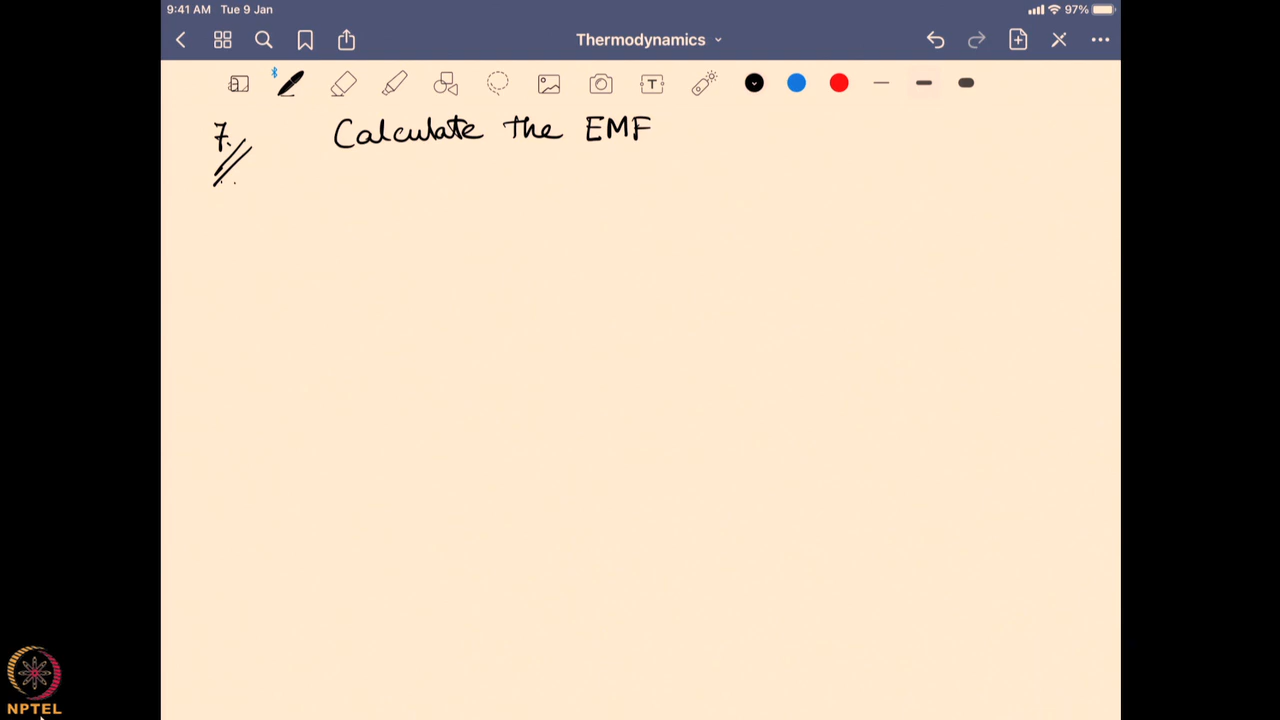 9:41 AM Tue 9 Jan 97%
Thermodynamics
T
7. Calculate the EMF
NPTEL